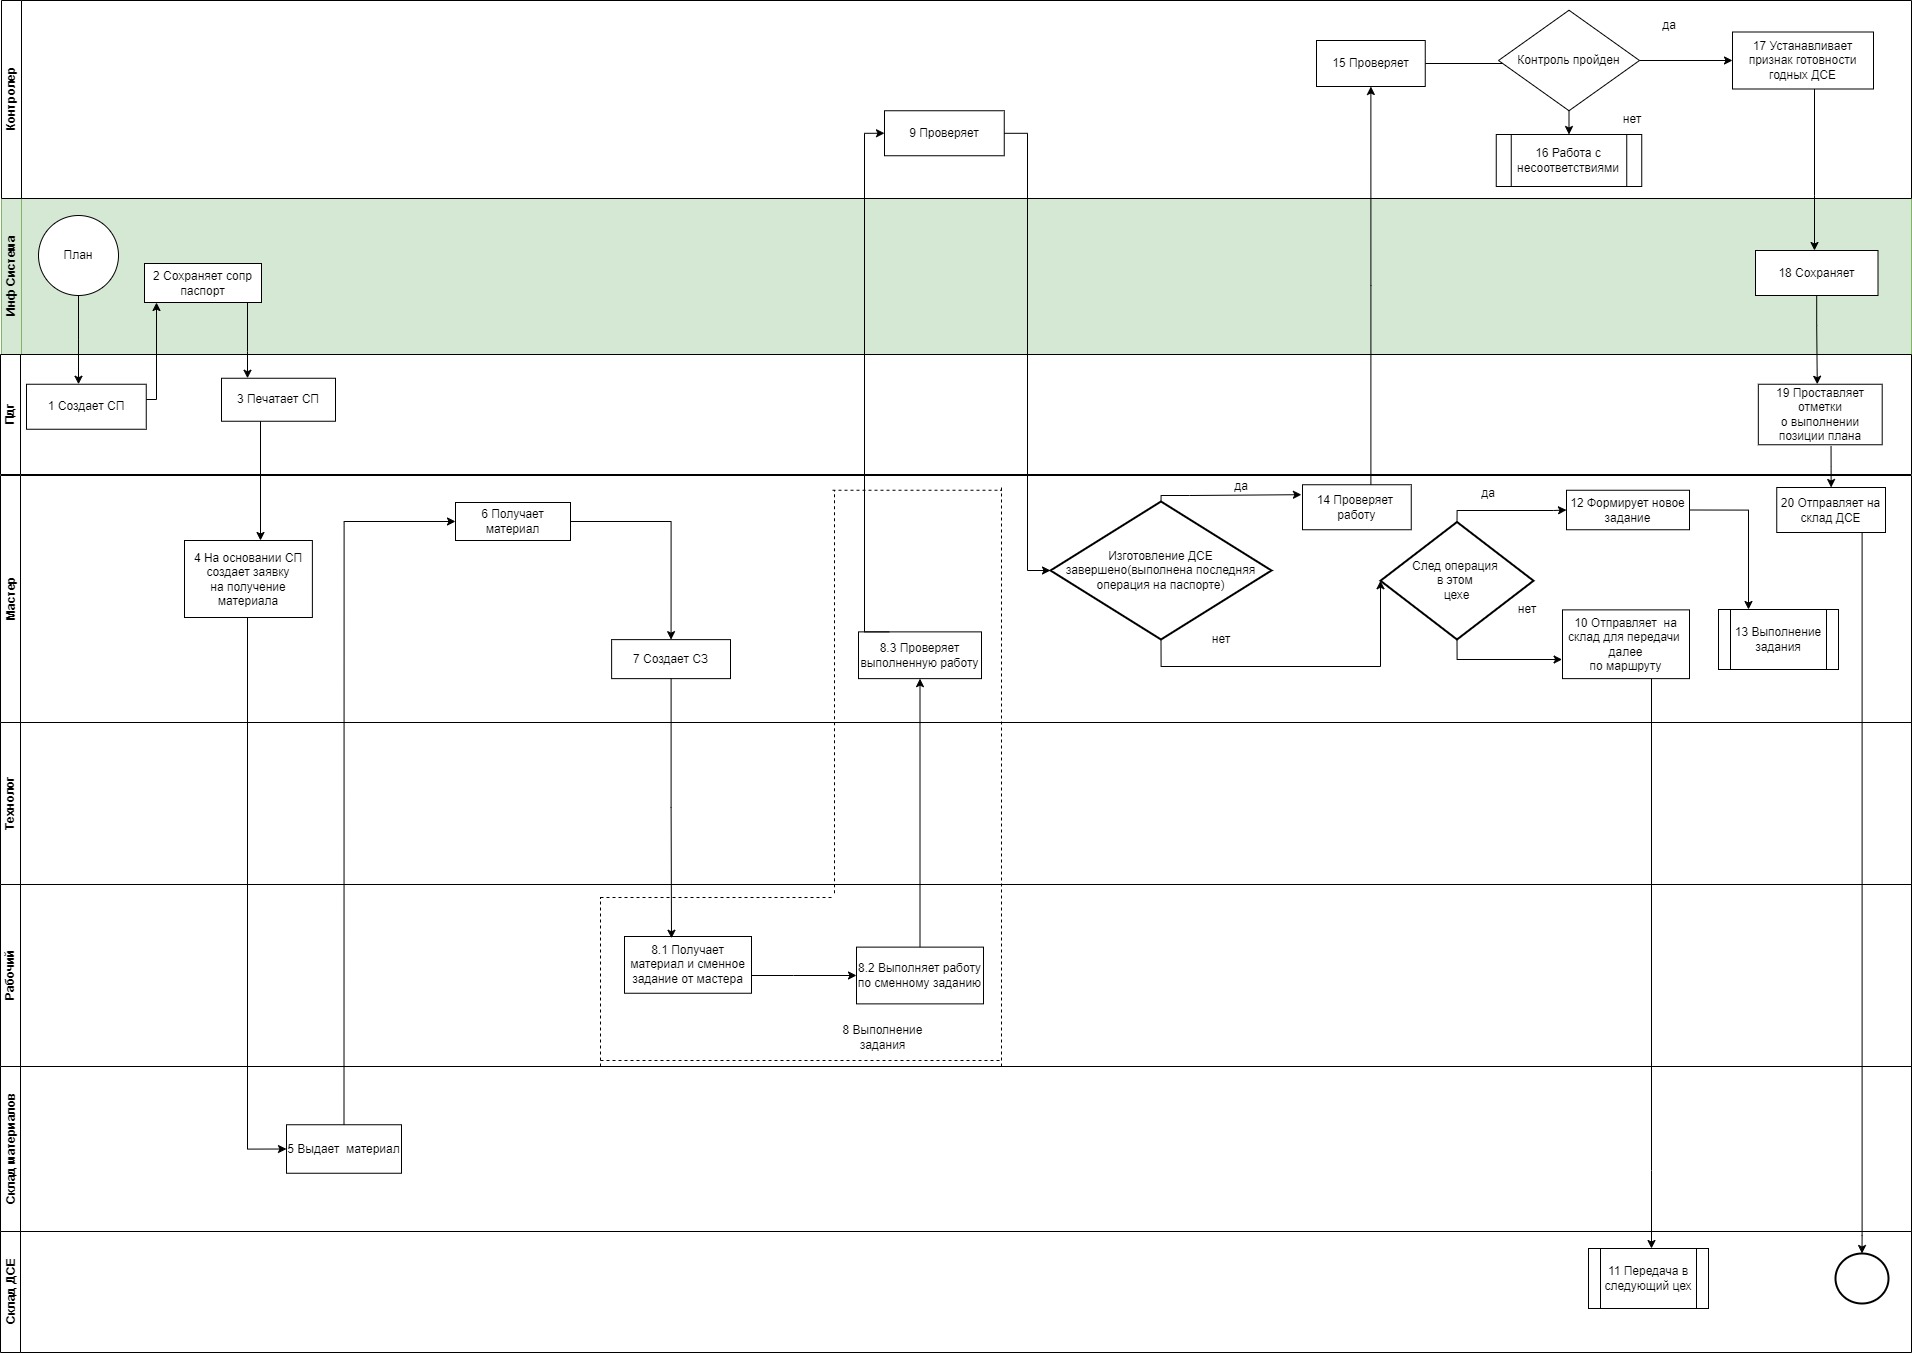 Контролер
15 Проверяет
Контроль пройден
да
17 Устанавливает
признак готовности
годных ДСЕ
9 Проверяет
нет
16 Работа с
несоответствиями
Инф Система
План
2 Сохраняет сопр
паспорт
18 Сохраняет
Пдг
1 Создает СП
3 Печатает СП
19 Проставляет
отметки
о выполнении
позиции плана
Мастер
4 На основании СП
создает заявку
на получение
материала
6 Получает
материал
7 Создает СЗ
8.3 Проверяет
выполненную работу
Изготовление ДСЕ
завершено(выполнена последняя
операция на паспорте)
да
нет
14 Проверяет
работу
След операция
в этом
цехе
да
нет
12 Формирует новое
задание
10 Отправляет на
склад для передачи
далее
по маршруту
13 Выполнение
задания
20 Отправляет на
склад ДСЕ
Технолог
Рабочий
8.1 Получает
материал и сменное
задание от мастера
8.2 Выполняет работу
по сменному заданию
8 Выполнение
задания
Склад материалов
5 Выдает материал
Склад ДСЕ
11 Передача в
следующий цех